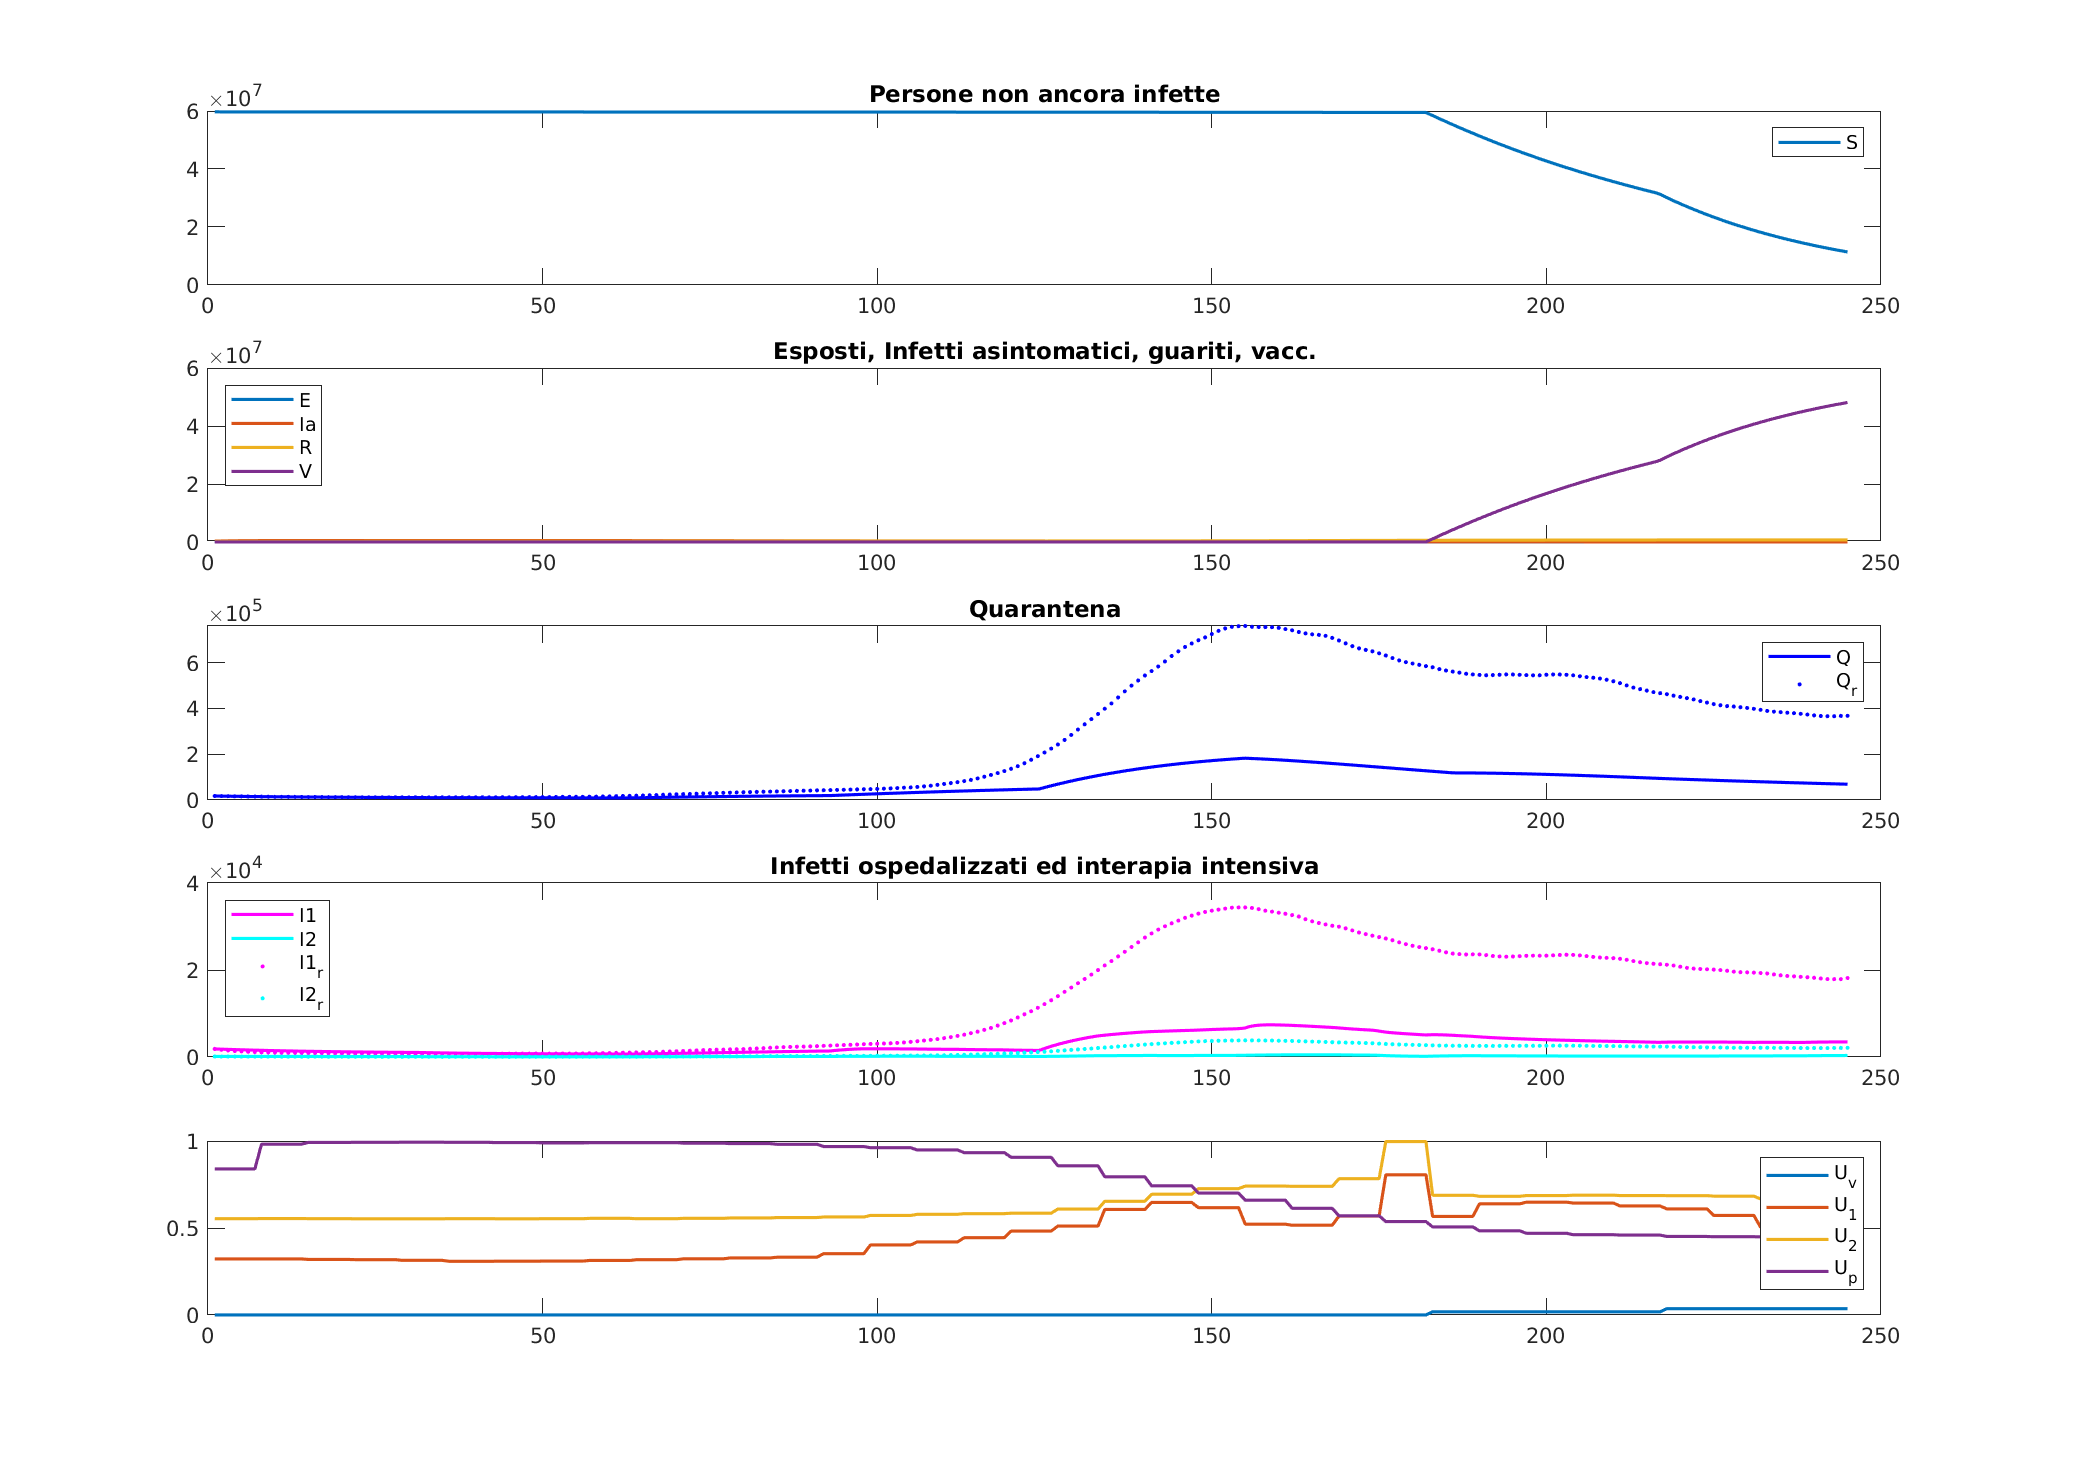 Persone non ancora infette
×10^7
6
4
2
0
0 50 100 150 200 250
S
Esposti, Infetti asintomatici, guariti, vacc.
×10^7
6
4
2
0
0 50 100 150 200 250
E
Ia
R
V
Quarantena
×10^5
6
4
2
0
0 50 100 150 200 250
Q
Q_r
Infetti ospedalizzati ed interapia intensiva
×10^4
4
2
0
0 50 100 150 200 250
I1
I2
I1_r
I2_r
1
0.5
0
0 50 100 150 200 250
U_v
U_1
U_2
U_p